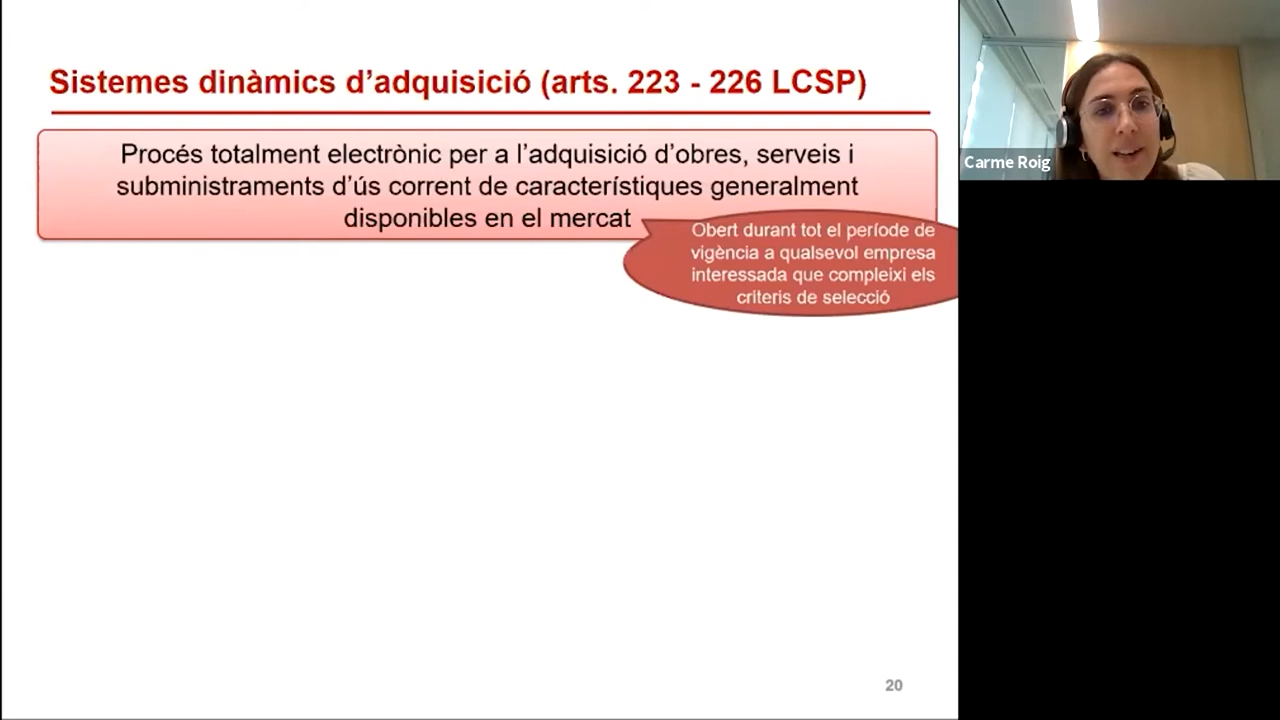 Sistemes dinàmics d’adquisició (arts. 223 - 226 LCSP)
Procés totalment electrònic per a l’adquisició d’obres, serveis i
subministraments d’ús corrent de característiques generalment
disponibles en el mercat
Obert durant tot el període de
vigència a qualsevol empresa
interessada que compleixi els
criteris de selecció
Carme Roig
20